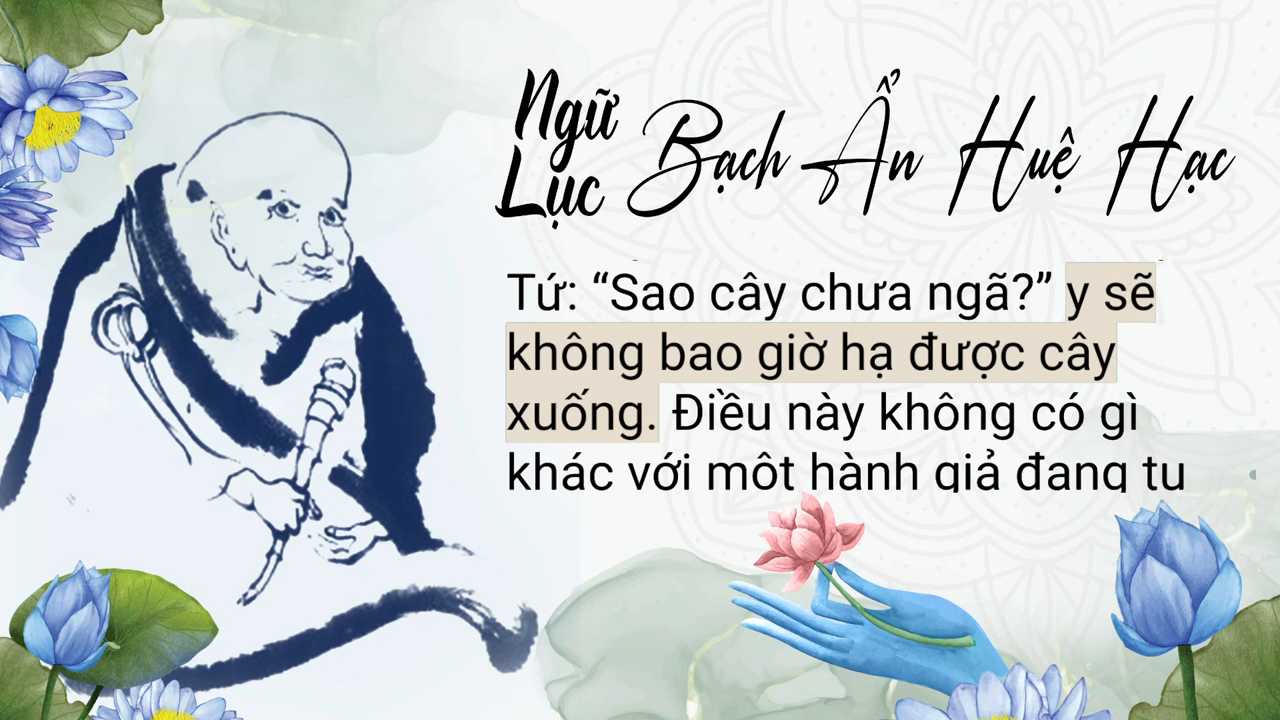 Ngữ Lục Bạch Ẩn Huệ Hạc
Tứ: “Sao cây chưa ngã?” y sẽ
không bao giờ hạ được cây
xuống. Điều này không có gì
khác với một hành giả đang tu